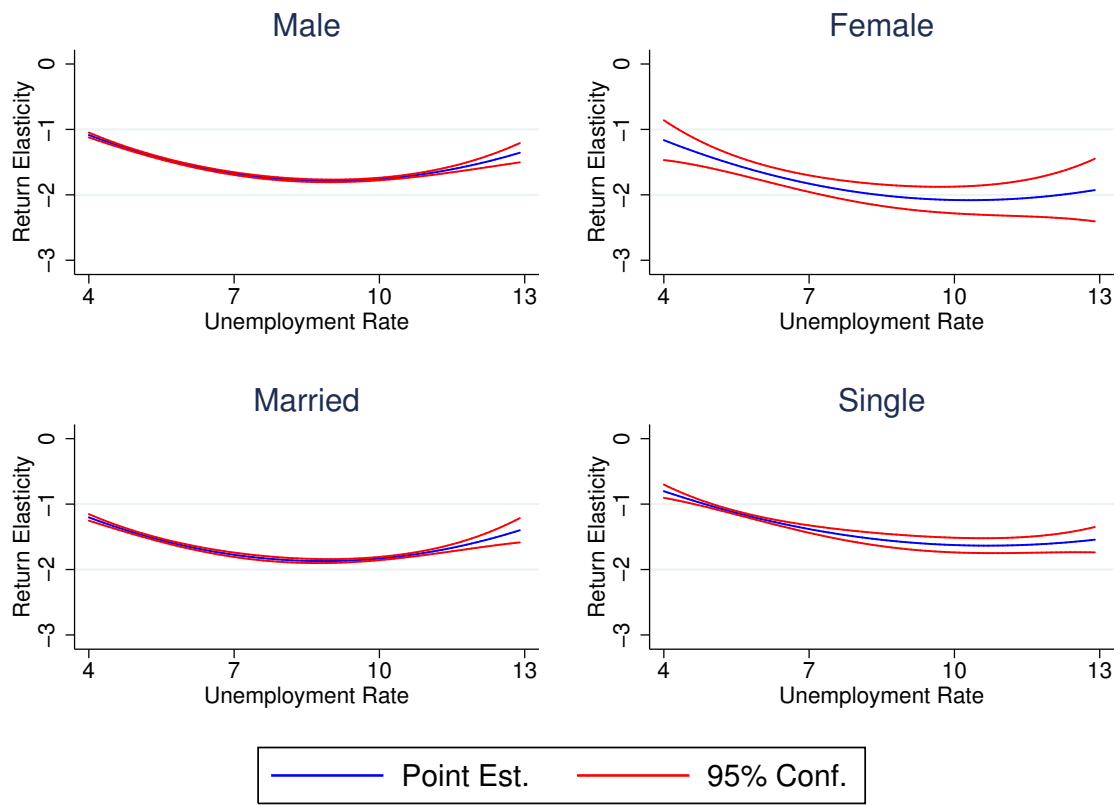 Male
Return Elasticity
0
−1
−2
−3
4 7 10 13
Unemployment Rate
Female
Return Elasticity
0
−1
−2
−3
4 7 10 13
Unemployment Rate
Married
Return Elasticity
0
−1
−2
−3
4 7 10 13
Unemployment Rate
Single
Return Elasticity
0
−1
−2
−3
4 7 10 13
Unemployment Rate
Point Est. 95% Conf.